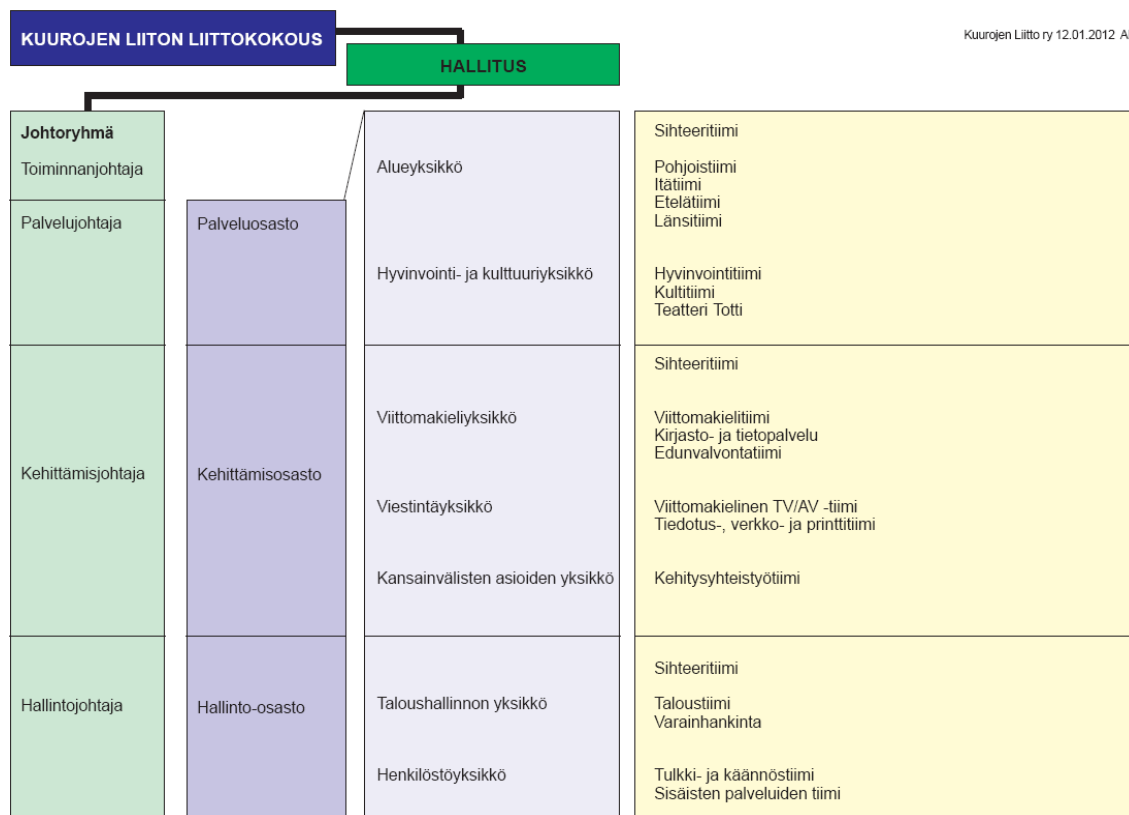 KUUROJEN LIITON LIITTOKOKOUS
Kuurojen Liitto ry 12.01.2012
HALLITUS
Johtoryhmä
Toiminnanjohtaja
Palvelujohtaja
Kehittämisjohtaja
Hallintojohtaja
Palveluosasto
Kehittämisosasto
Hallinto-osasto
Alueyksikkö
Hyvinvointi- ja kulttuuriyksikkö
Viittomakieliyksikkö
Viestintäyksikkö
Kansainvälisten asioiden yksikkö
Taloushallinnon yksikkö
Henkilöstöyksikkö
Sihteeritiimi
Pohjoistiimi
Itätiimi
Etelätiimi
Länsitiimi
Hyvinvointitiimi
Kultitiimi
Teatteri Totti
Sihteeritiimi
Viittomakielitiimi
Kirjasto- ja tietopalvelu
Edunvalvontatiimi
Viittomakielinen TV/AV -tiimi
Tiedotus-, verkko- ja printtitiimi
Kehitysyhteistyötiimi
Sihteeritiimi
Taloustiimi
Varainhankinta
Tulkki- ja käännöstiimi
Sisäisten palveluiden tiimi